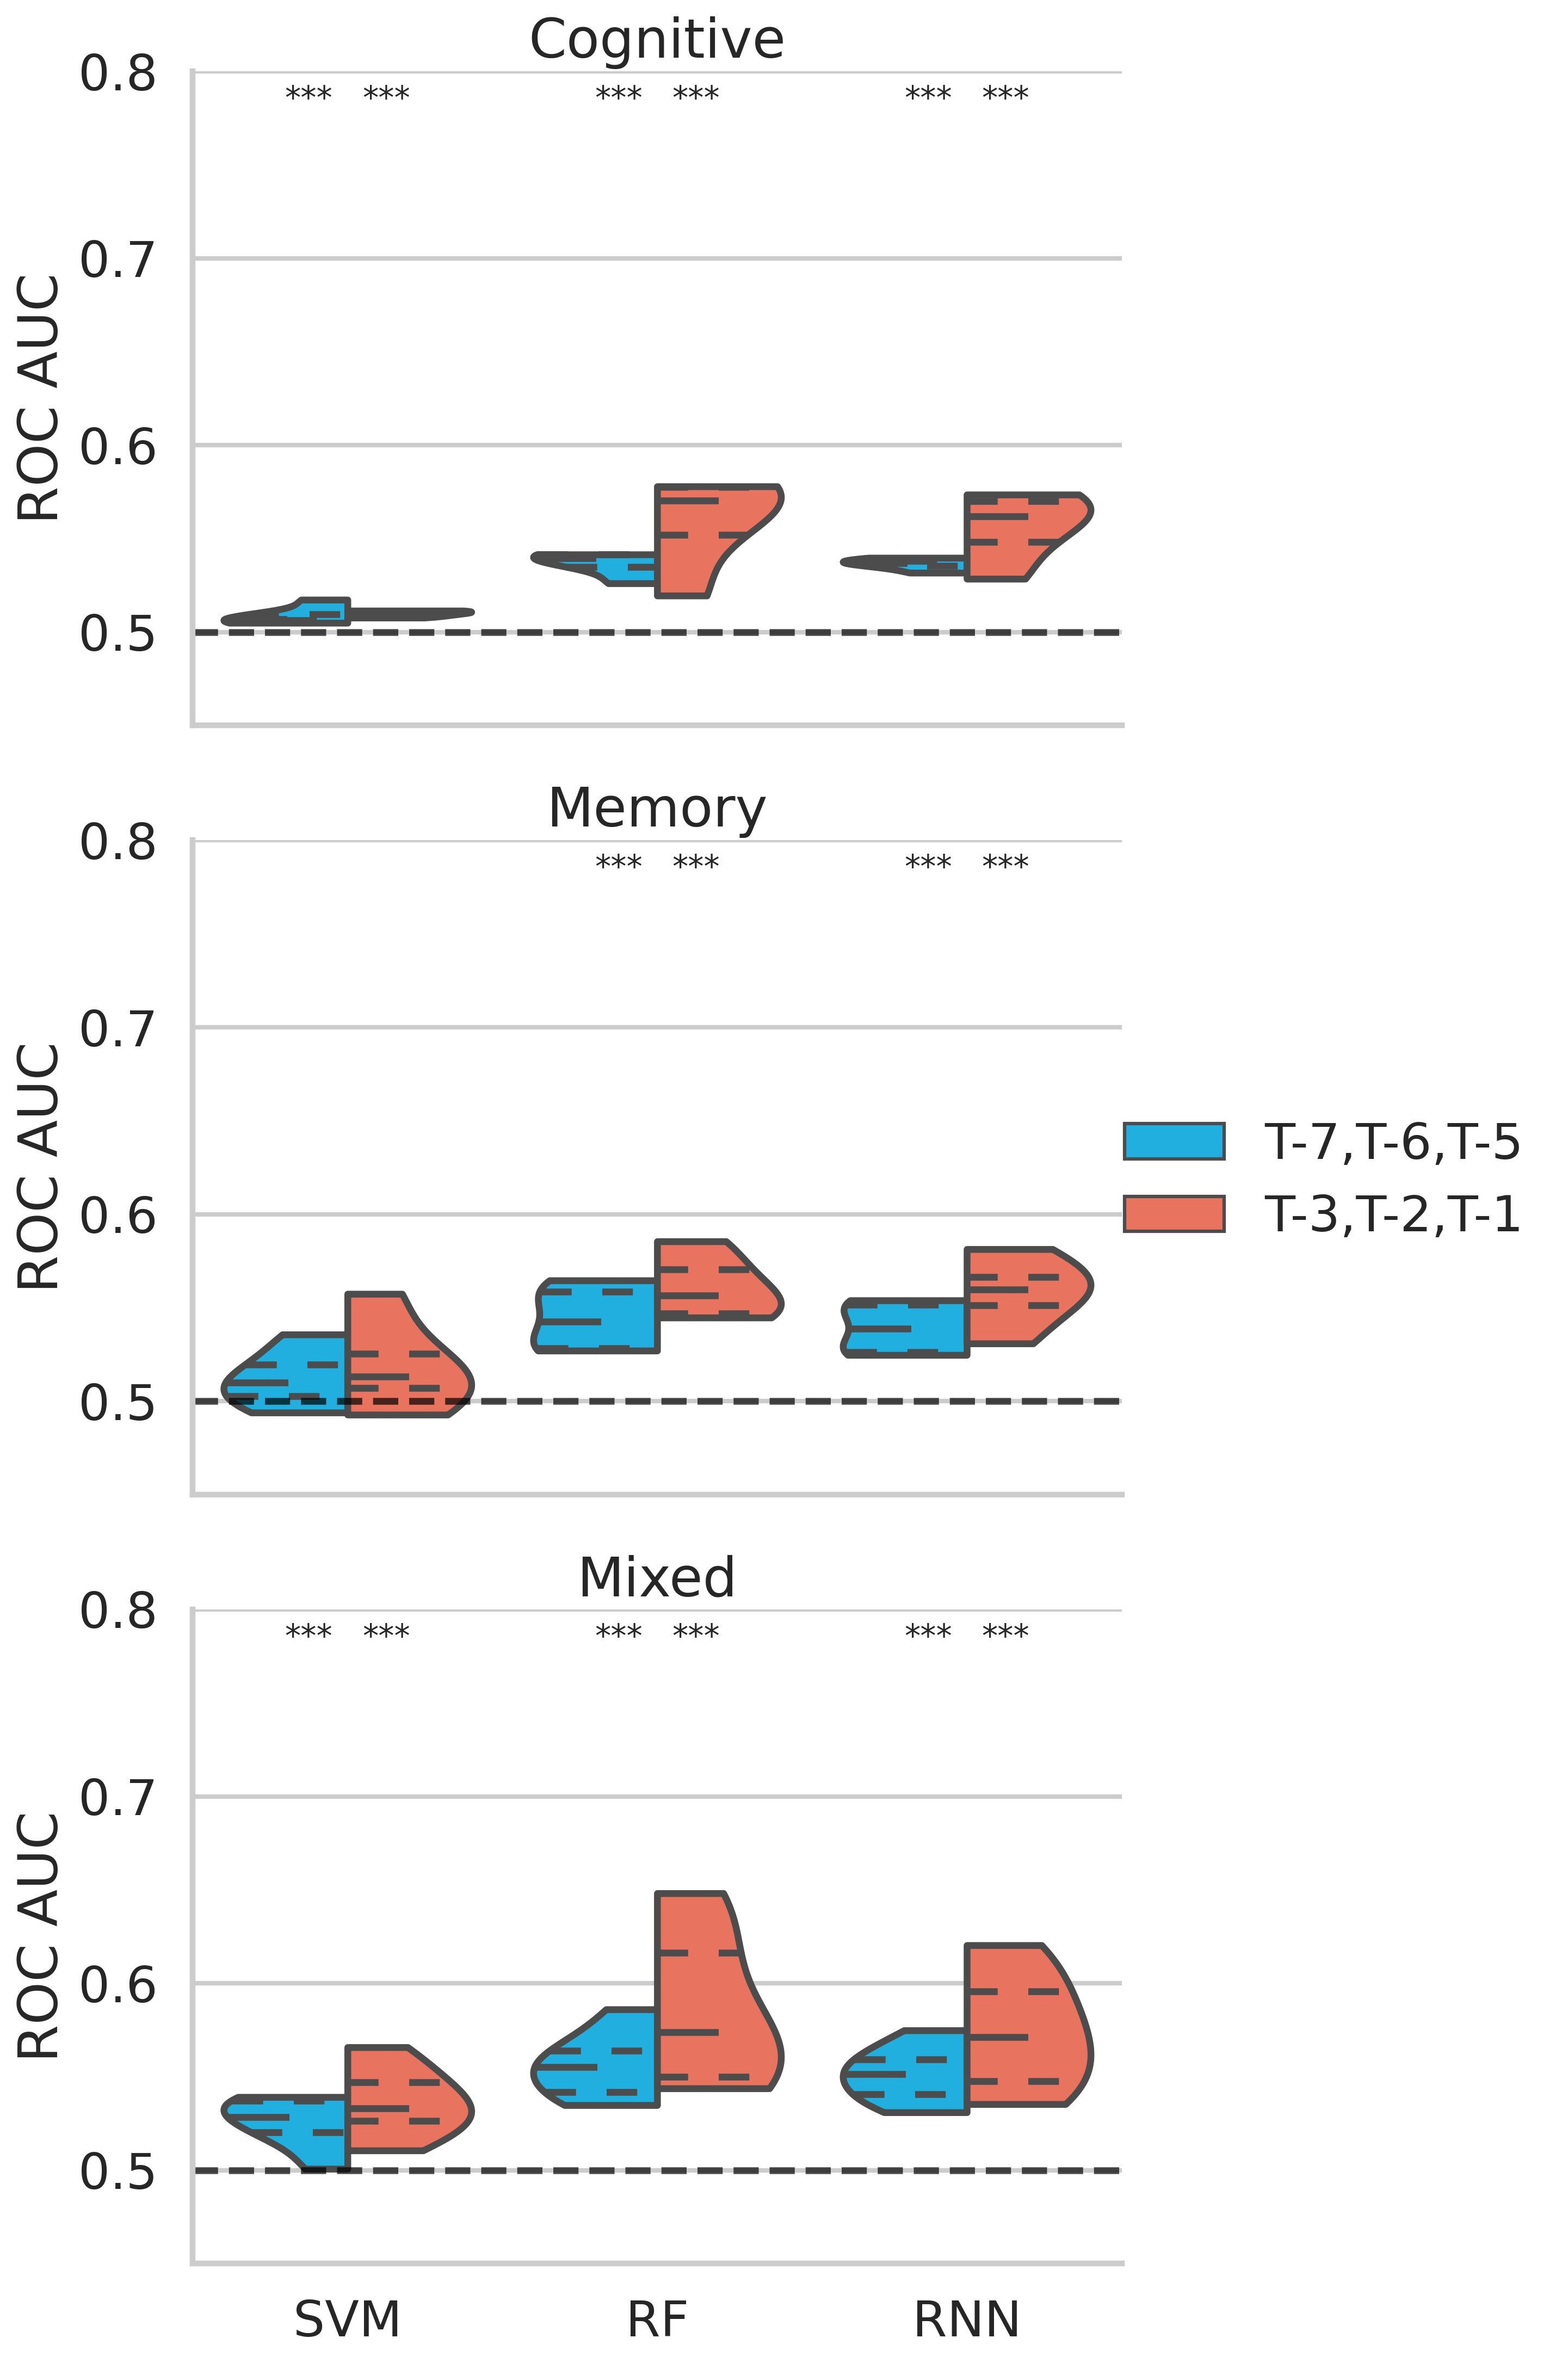 Cognitive
0.8
*** *** *** *** *** ***
0.7
0.6
0.5
ROC AUC
Memory
0.8
*** *** *** ***
0.7
0.6
0.5
ROC AUC
T-7,T-6,T-5
T-3,T-2,T-1
Mixed
0.8
*** *** *** *** *** ***
0.7
0.6
0.5
ROC AUC
SVM RF RNN